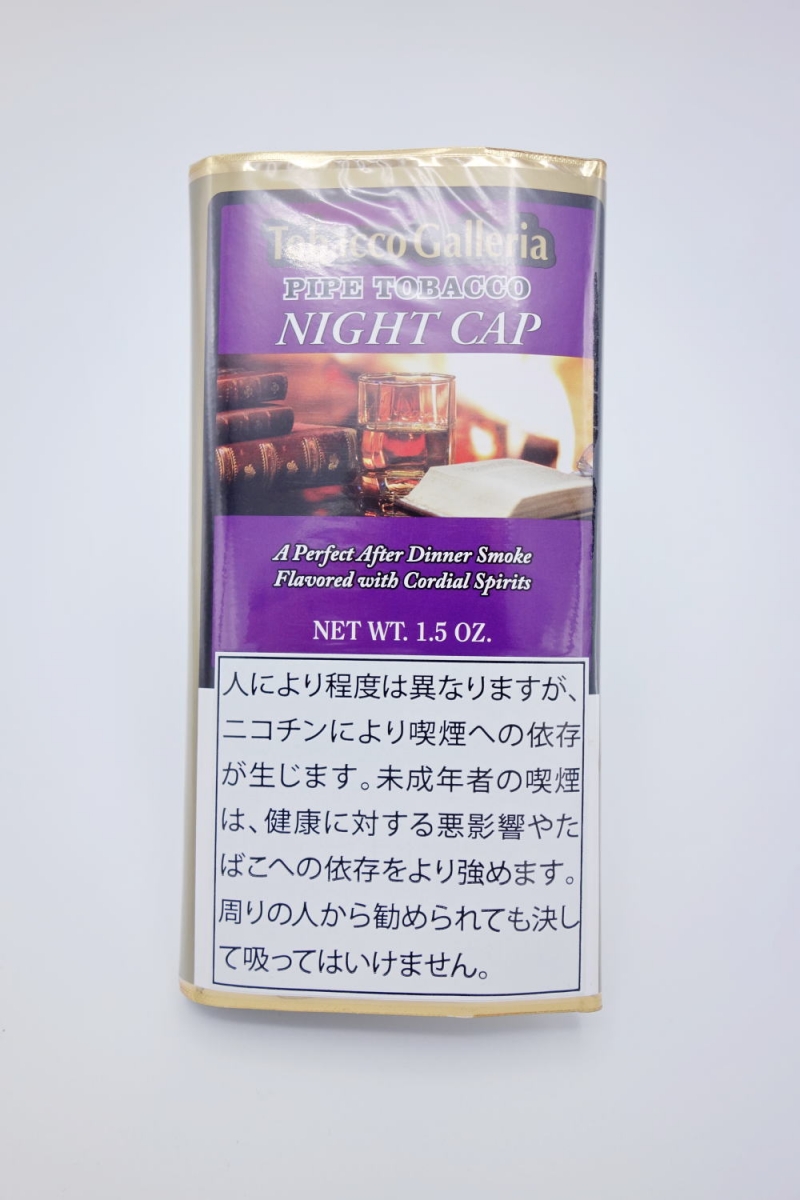 Tobacco Galleria
PIPE TOBACCO
NIGHT CAP
A Perfect After Dinner Smoke
Flavored with Cordial Spirits
NET WT. 1.5 OZ.
人により程度は異なりますが、
ニコチンにより喫煙への依存
が生じます。未成年者の喫煙
は、健康に対する悪影響やた
ばこへの依存をより強めます。
周りの人から勧められても決し
て吸ってはいけません。